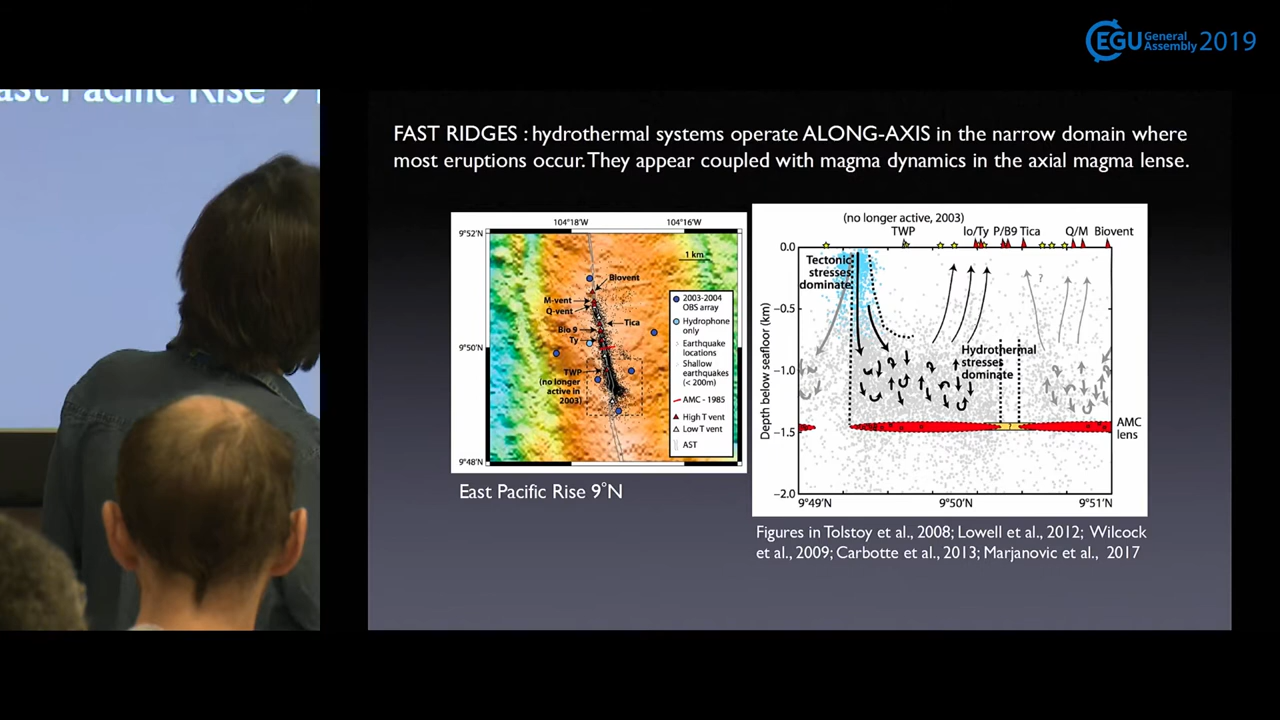 EGU General Assembly 2019
ast Pacific Rise 9
FAST RIDGES : hydrothermal systems operate ALONG-AXIS in the narrow domain where
most eruptions occur. They appear coupled with magma dynamics in the axial magma lense.
104°18'W
104°16'W
9°52'N
9°50'N
9°48'N
1 km
Biovent
M-vent
Q-vent
Tica
Bio 9
Ty
TWP
(no longer
active in
2003)
2003-2004
OBS array
Hydrophone
only
Earthquake
locations
Shallow
earthquakes
(< 200m)
AMC - 1985
High T vent
Low T vent
AST
East Pacific Rise 9°N
(no longer active, 2003)
TWP
Io/Ty
P/B9
Tica
Q/M
Biovent
Depth below seafloor (km)
0.0
−0.5
−1.0
−1.5
−2.0
Tectonic
stresses
dominate
?
Hydrothermal
stresses
dominate
?
AMC
lens
9°49'N
9°50'N
9°51'N
Figures in Tolstoy et al., 2008; Lowell et al., 2012; Wilcock
et al., 2009; Carbotte et al., 2013; Marjanovic et al., 2017